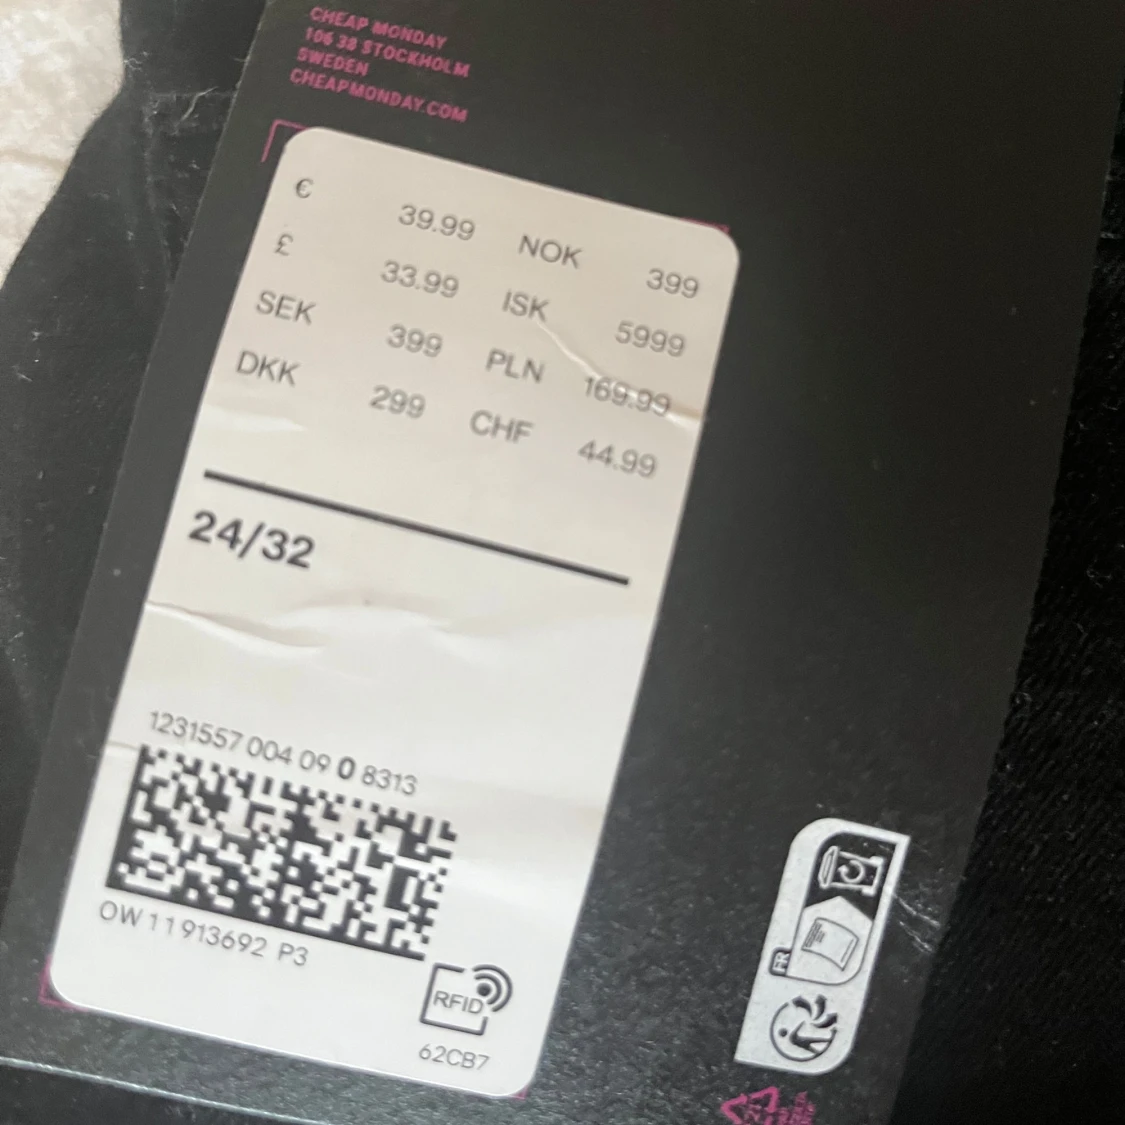 CHEAP MONDAY
106 38 STOCKHOLM
SWEDEN
CHEAPMONDAY.COM
€ 39.99 NOK 399
£ 33.99 ISK 5999
SEK 399 PLN 169.99
DKK 299 CHF 44.99
24/32
1231557 004 09 0 8313
OW 11913692 P3
RFID
62CB7
FR